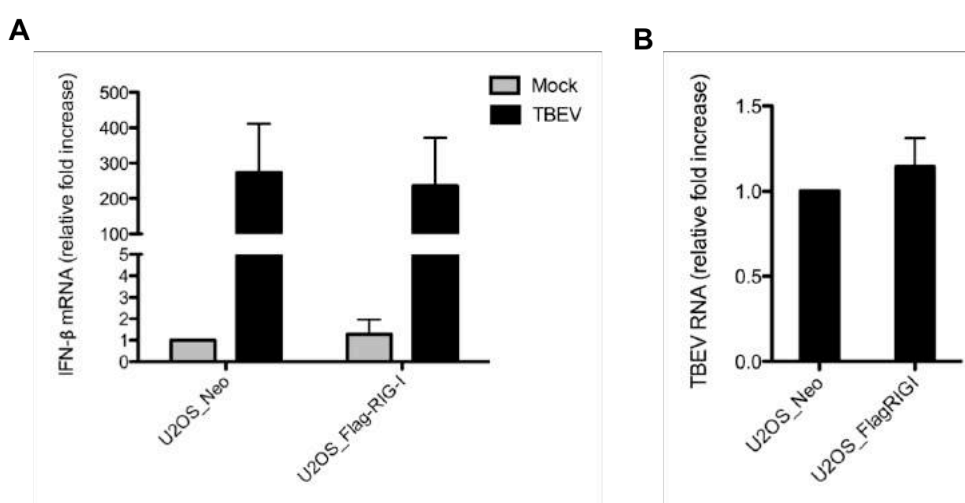 A
IFN-β mRNA (relative fold increase)
500
400
300
200
100
5
4
3
2
1
0
Mock
TBEV
U2OS_Neo
U2OS_Flag-RIG-I
B
TBEV RNA (relative fold increase)
1.5
1.0
0.5
0.0
U2OS_Neo
U2OS_FlagRIGI